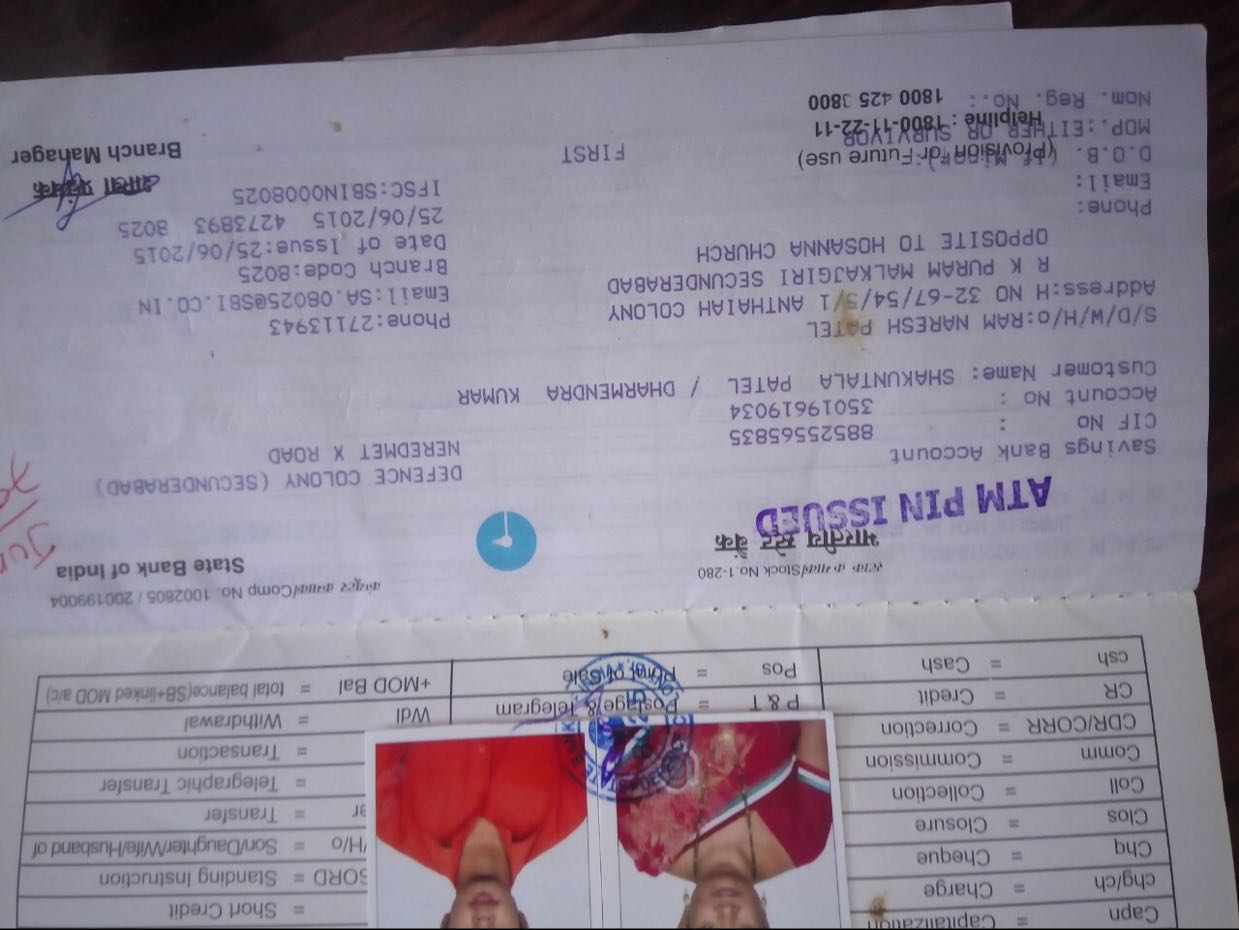 Capn = Capitalization = Short Credit
chg/ch = Charge SORD = Standing Instruction
Chq = Cheque /H/o = Son/Daughter/Wife/Husband of
Clos = Closure er = Transfer
Coll = Collection = Telegraphic Transfer
Comm = Commission = Transaction
CDR/CORR = Correction Wdl = Withdrawal
CR = Credit P & T = Postage & Telegram +MOD Bal = total balance(SB+linked MOD a/c)
csh = Cash Pos = Point of Sale
स्टाक क्रमांक/Stock No.1-280 कंप्यूटर क्रमांक/Comp No. 1002805 / 200199004
भारतीय स्टेट बैंक State Bank of India
ATM PIN ISSUED
Savings Bank Account DEFENCE COLONY (SECUNDERABAD)
CIF No : 88525565835 NEREDMET X ROAD
Account No : 35019619034
Customer Name: SHAKUNTALA PATEL / DHARMENDRA KUMAR
S/D/W/H/o:RAM NARESH PATEL Phone:27113943
Address:H NO 32-67/54/5/1 ANTHAIAH COLONY Email:SA.08025@SBI.CO.IN
R K PURAM MALKAJGIRI SECUNDERABAD Branch Code:8025
OPPOSITE TO HOSANNA CHURCH Date of Issue:25/06/2015
Phone: 25/06/2015 4273893 8025
Email: IFSC:SBIN0008025
D.O.B. (If Minor): (Provision for Future use) FIRST शाखा प्रबंधक
MOP.:EITHER OR SURVIVOR Helpline : 1800-11-22-11 Branch Manager
Nom. Reg. No.: 1800 425 3800